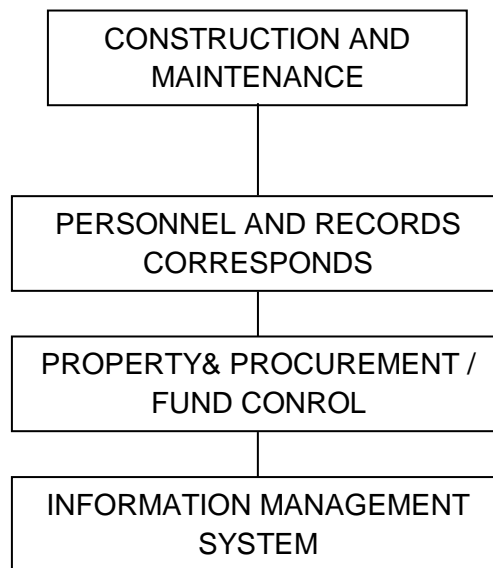 CONSTRUCTION AND
MAINTENANCE
PERSONNEL AND RECORDS
CORRESPONDS
PROPERTY& PROCUREMENT /
FUND CONROL
INFORMATION MANAGEMENT
SYSTEM